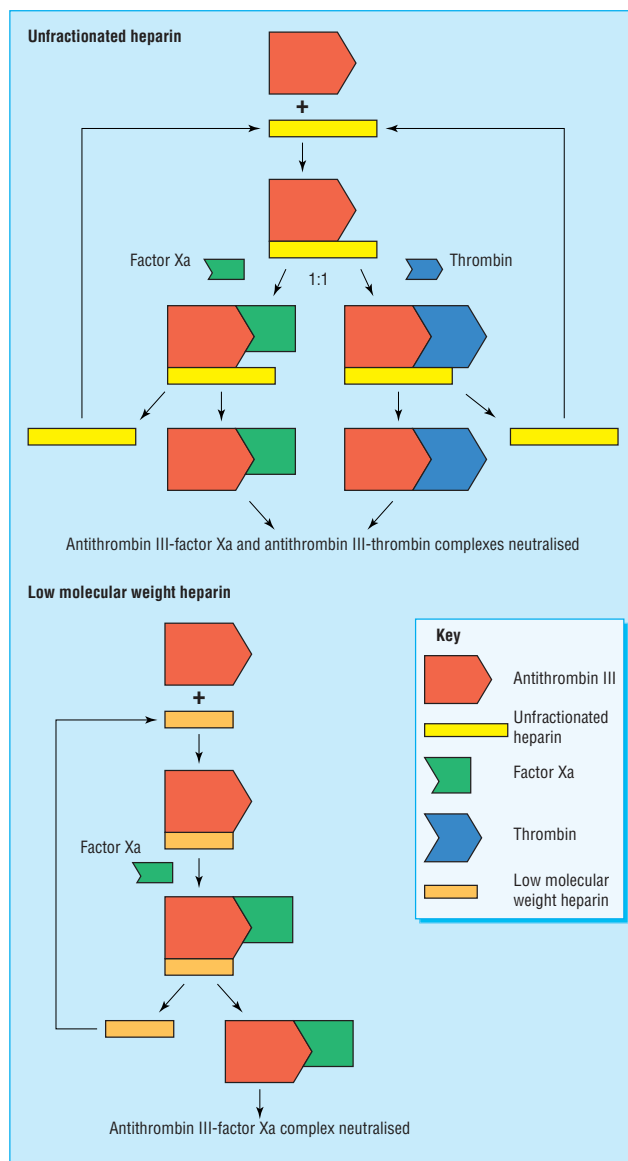 Unfractionated heparin
+
Factor Xa
Thrombin
1:1
Antithrombin III-factor Xa and antithrombin III-thrombin complexes neutralised
Low molecular weight heparin
+
Factor Xa
Antithrombin III-factor Xa complex neutralised
Key
Antithrombin III
Unfractionated
heparin
Factor Xa
Thrombin
Low molecular
weight heparin